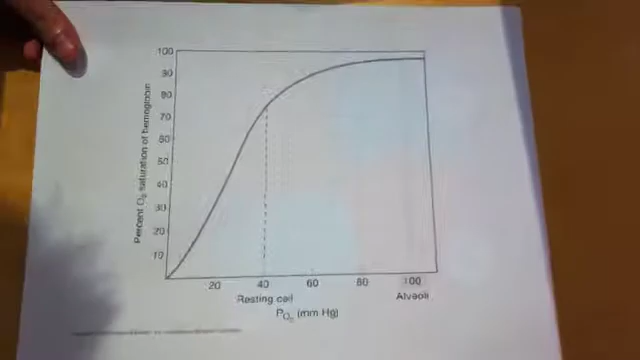 100
90
80
70
60
50
40
30
20
10
Percent O₂ saturation of hemoglobin
20 40 60 80 100
Resting cell Alveoli
PO₂ (mm Hg)